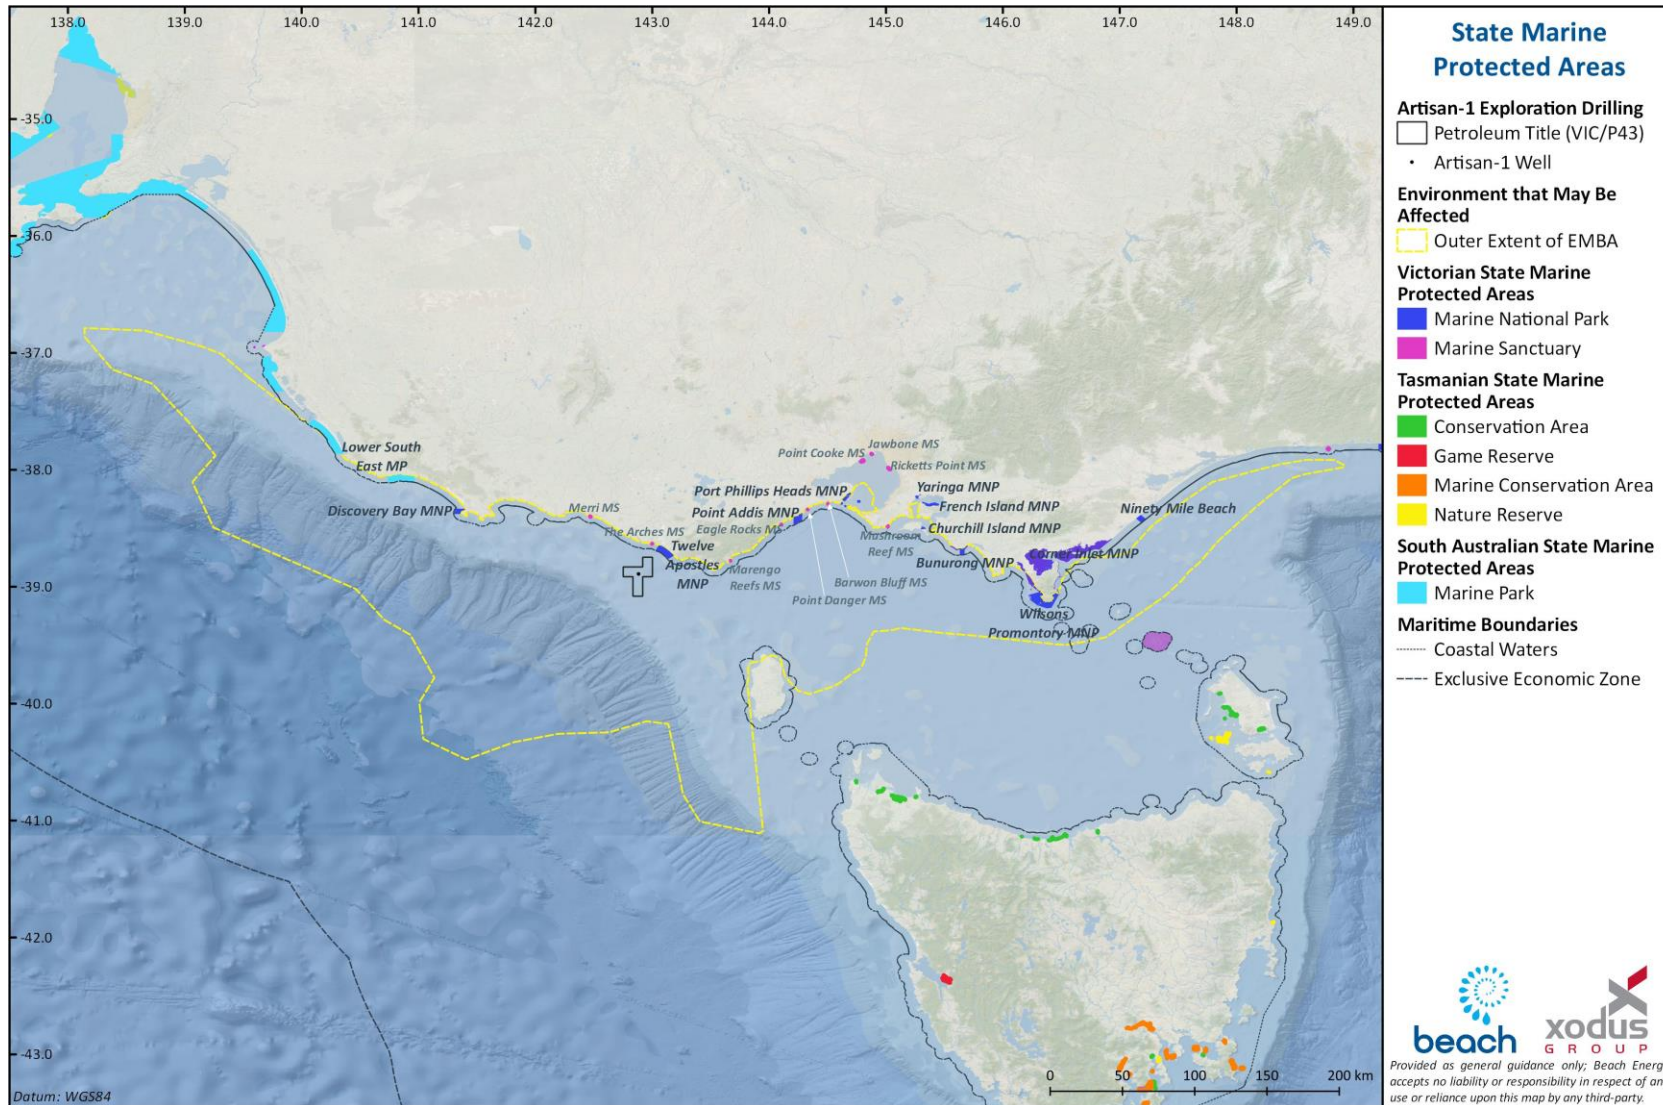 138.0 139.0 140.0 141.0 142.0 143.0 144.0 145.0 146.0 147.0 148.0 149.0
-35.0
-36.0
-37.0
-38.0
-39.0
-40.0
-41.0
-42.0
-43.0
Lower South
East MP
Discovery Bay MNP
Merri MS
The Arches MS
Twelve
Apostles
MNP
Marengo
Reefs MS
Port Phillips Heads MNP
Point Addis MNP
Eagle Rocks MS
Point Cooke MS
Jawbone MS
Ricketts Point MS
Yaringa MNP
French Island MNP
Churchill Island MNP
Mushroom
Reef MS
Bunurong MNP
Barwon Bluff MS
Point Danger MS
Corner Inlet MNP
Ninety Mile Beach
Wilsons
Promontory MNP
Datum: WGS84
0 50 100 150 200 km
State Marine
Protected Areas
Artisan-1 Exploration Drilling
Petroleum Title (VIC/P43)
Artisan-1 Well
Environment that May Be
Affected
Outer Extent of EMBA
Victorian State Marine
Protected Areas
Marine National Park
Marine Sanctuary
Tasmanian State Marine
Protected Areas
Conservation Area
Game Reserve
Marine Conservation Area
Nature Reserve
South Australian State Marine
Protected Areas
Marine Park
Maritime Boundaries
Coastal Waters
Exclusive Economic Zone
beach
xodus
GROUP
Provided as general guidance only; Beach Energ
accepts no liability or responsibility in respect of an
use or reliance upon this map by any third-party.